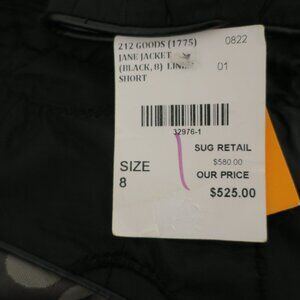 212 GOODS (1775) 0822
JANE JACKET
(BLACK, 8) 01
SHORT
32976-1
SUG RETAIL
$580.00
SIZE
OUR PRICE
8
$525.00